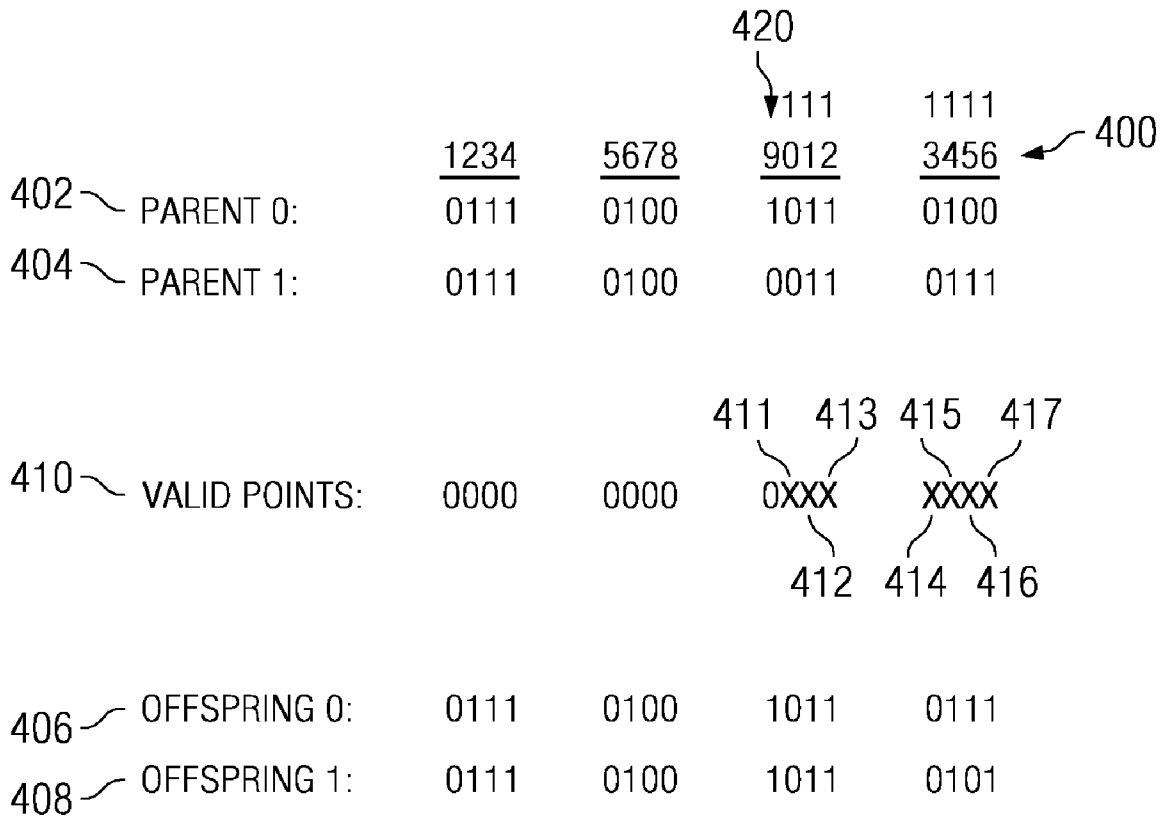 420
111 1111
1234 5678 9012 3456 400
402 PARENT 0: 0111 0100 1011 0100
404 PARENT 1: 0111 0100 0011 0111
411 413 415 417
410 VALID POINTS: 0000 0000 0XXX XXXX
412 414 416
406 OFFSPRING 0: 0111 0100 1011 0111
408 OFFSPRING 1: 0111 0100 1011 0101